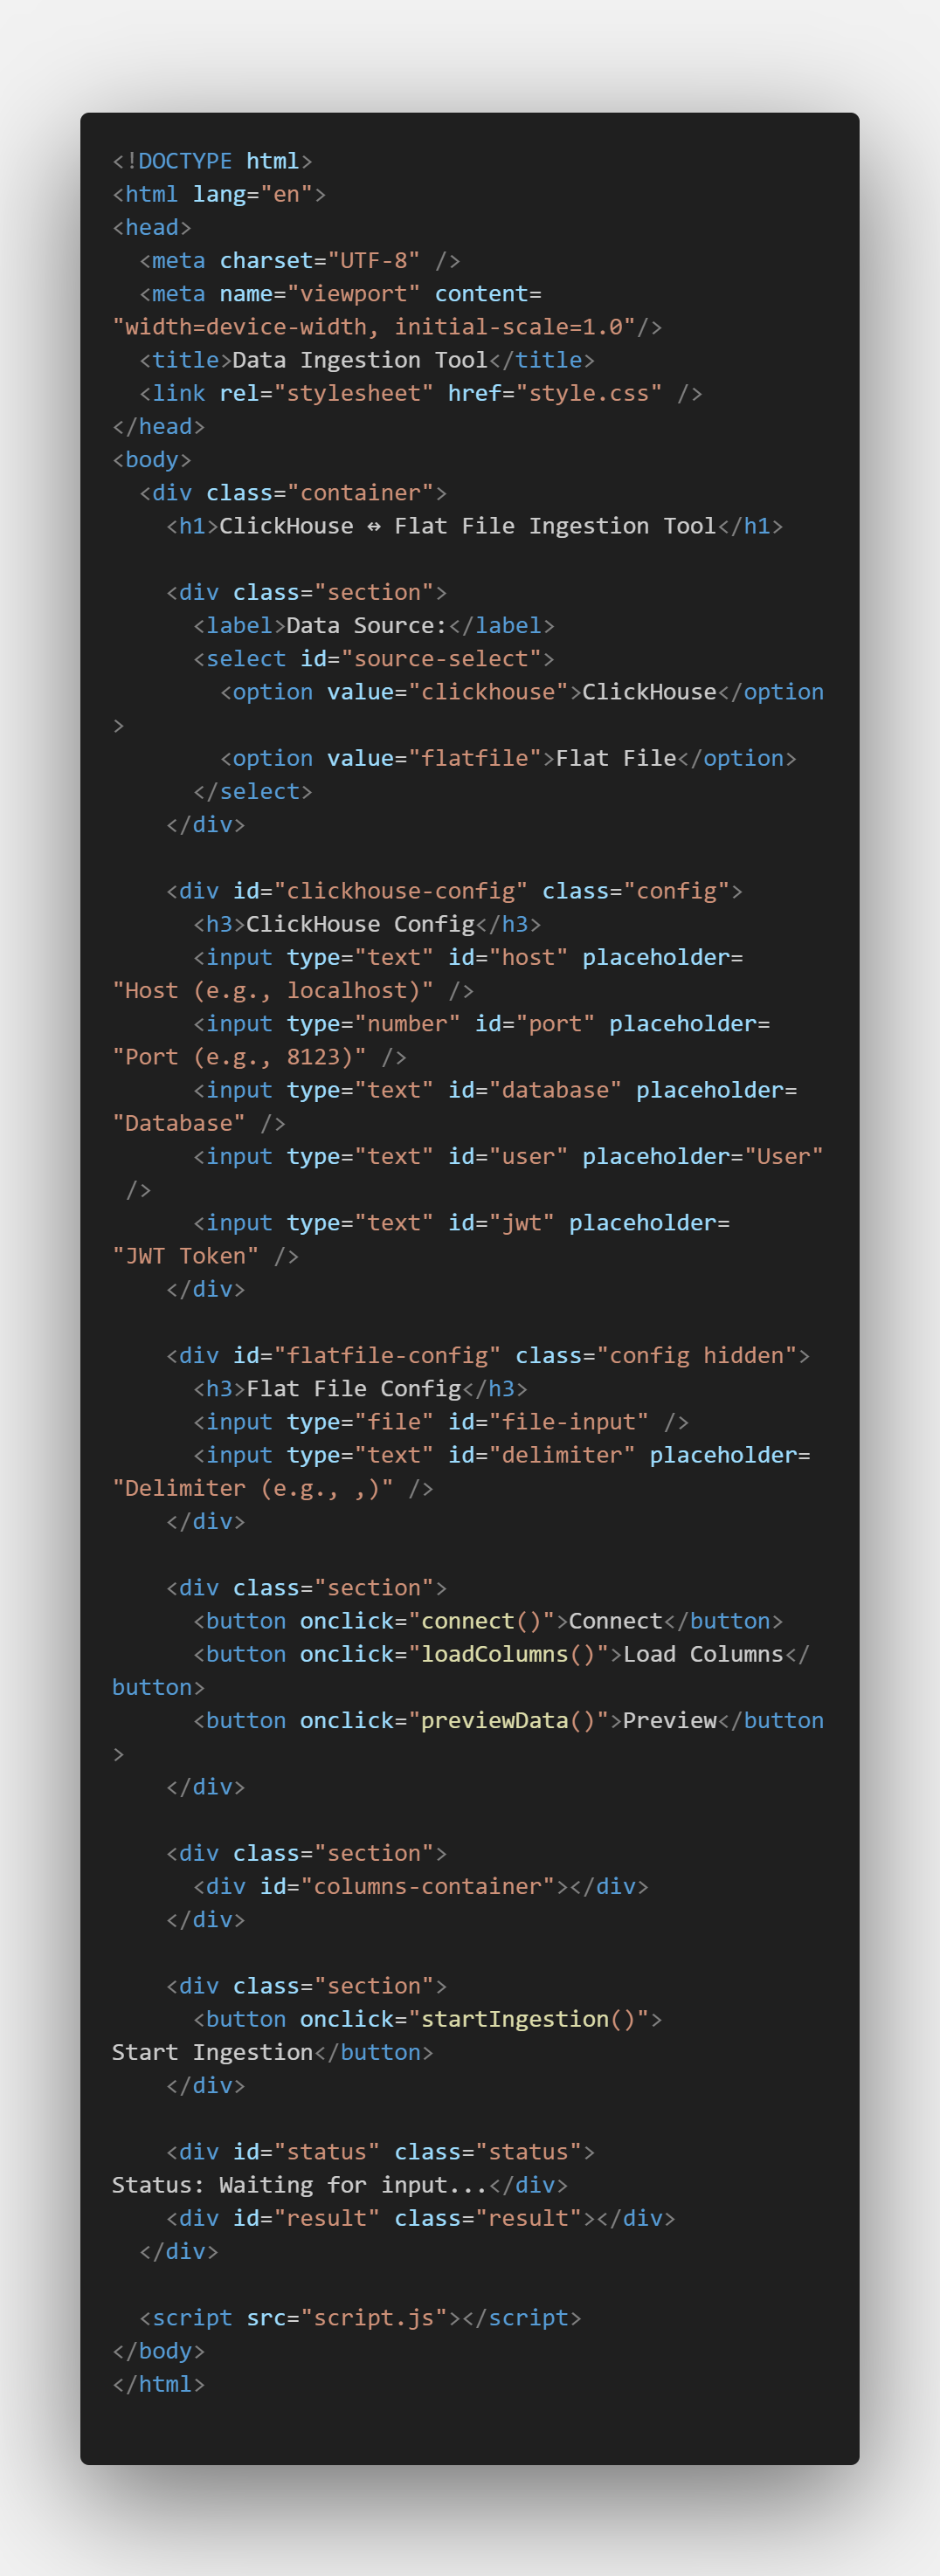 <!DOCTYPE html>
<html lang="en">
<head>
  <meta charset="UTF-8" />
  <meta name="viewport" content=
"width=device-width, initial-scale=1.0"/>
  <title>Data Ingestion Tool</title>
  <link rel="stylesheet" href="style.css" />
</head>
<body>
  <div class="container">
    <h1>ClickHouse ↔ Flat File Ingestion Tool</h1>

    <div class="section">
      <label>Data Source:</label>
      <select id="source-select">
        <option value="clickhouse">ClickHouse</option
>
        <option value="flatfile">Flat File</option>
      </select>
    </div>

    <div id="clickhouse-config" class="config">
      <h3>ClickHouse Config</h3>
      <input type="text" id="host" placeholder=
"Host (e.g., localhost)" />
      <input type="number" id="port" placeholder=
"Port (e.g., 8123)" />
      <input type="text" id="database" placeholder=
"Database" />
      <input type="text" id="user" placeholder="User"
 />
      <input type="text" id="jwt" placeholder=
"JWT Token" />
    </div>

    <div id="flatfile-config" class="config hidden">
      <h3>Flat File Config</h3>
      <input type="file" id="file-input" />
      <input type="text" id="delimiter" placeholder=
"Delimiter (e.g., ,)" />
    </div>

    <div class="section">
      <button onclick="connect()">Connect</button>
      <button onclick="loadColumns()">Load Columns</
button>
      <button onclick="previewData()">Preview</button
>
    </div>

    <div class="section">
      <div id="columns-container"></div>
    </div>

    <div class="section">
      <button onclick="startIngestion()">
Start Ingestion</button>
    </div>

    <div id="status" class="status">
Status: Waiting for input...</div>
    <div id="result" class="result"></div>
  </div>

  <script src="script.js"></script>
</body>
</html>